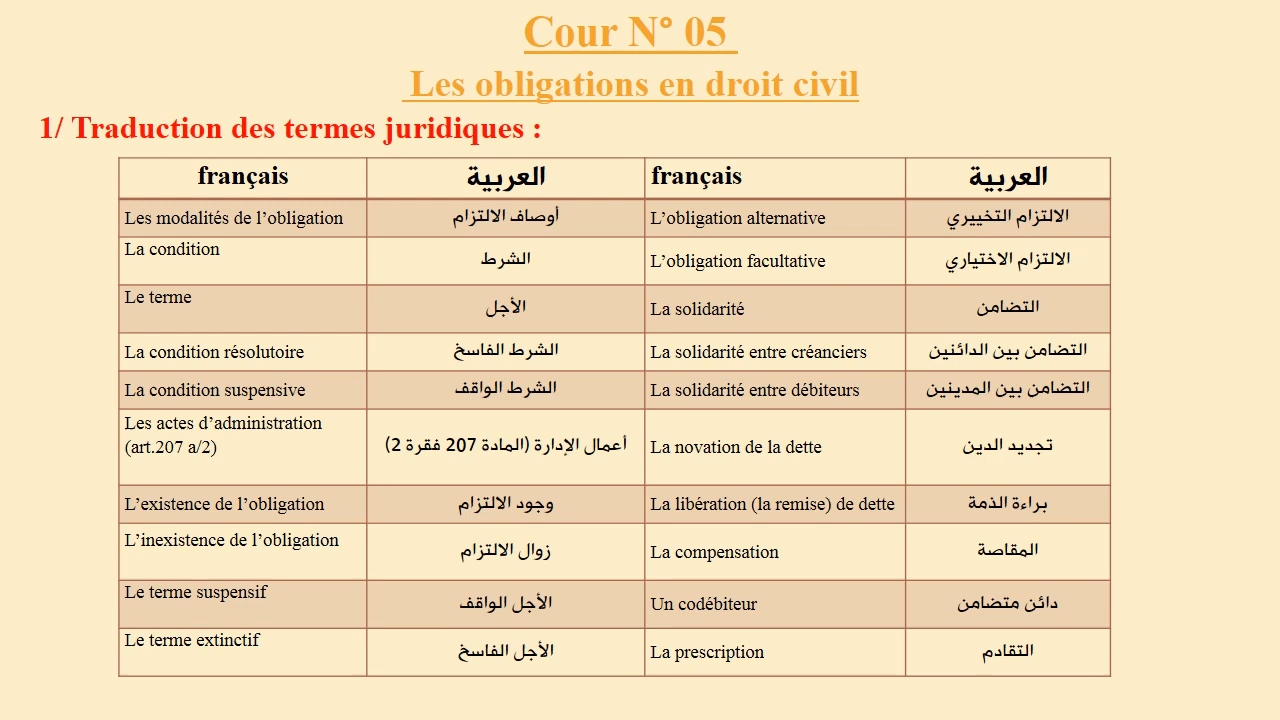 Cour N° 05
Les obligations en droit civil
1/ Traduction des termes juridiques :
français العربية français العربية
Les modalités de l’obligation أوصاف الالتزام L’obligation alternative الالتزام التخييري
La condition الشرط L’obligation facultative الالتزام الاختياري
Le terme الأجل La solidarité التضامن
La condition résolutoire الشرط الفاسخ La solidarité entre créanciers التضامن بين الدائنين
La condition suspensive الشرط الواقف La solidarité entre débiteurs التضامن بين المدينين
Les actes d’administration
(art.207 a/2) أعمال الإدارة (المادة 207 فقرة 2) La novation de la dette تجديد الدين
L’existence de l’obligation وجود الالتزام La libération (la remise) de dette براءة الذمة
L’inexistence de l’obligation زوال الالتزام La compensation المقاصة
Le terme suspensif الأجل الواقف Un codébiteur دائن متضامن
Le terme extinctif الأجل الفاسخ La prescription التقادم